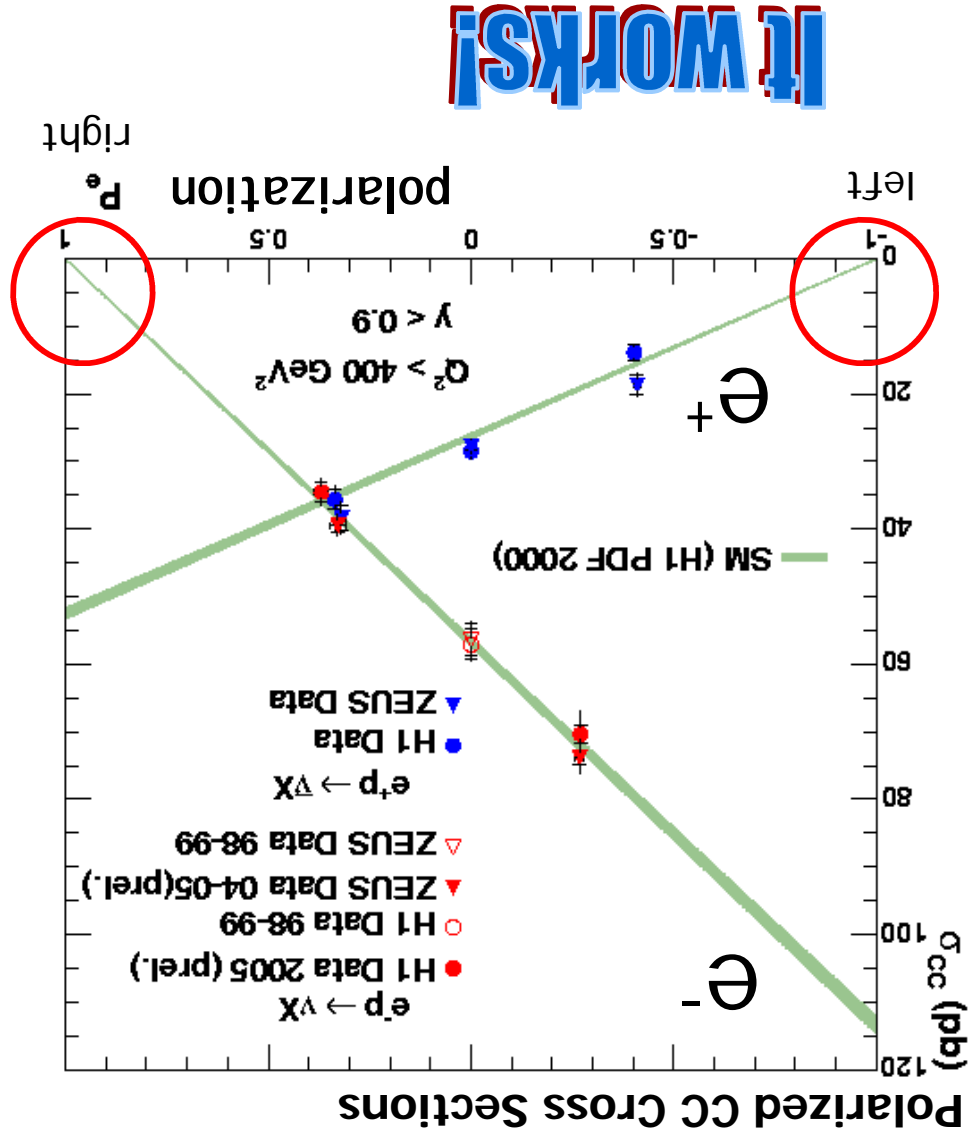 Polarized CC Cross Sections
σCC (pb)
120
100
80
60
40
20
0
e⁻
e⁻p → νX
H1 Data 2005 (prel.)
H1 Data 98-99
ZEUS Data 04-05(prel.)
ZEUS Data 98-99
e⁺p → ν̄X
H1 Data
ZEUS Data
SM (H1 PDF 2000)
e⁺
Q² > 400 GeV²
y < 0.9
-1
-0.5
0
0.5
1
left
polarization
Pe
right
It works!